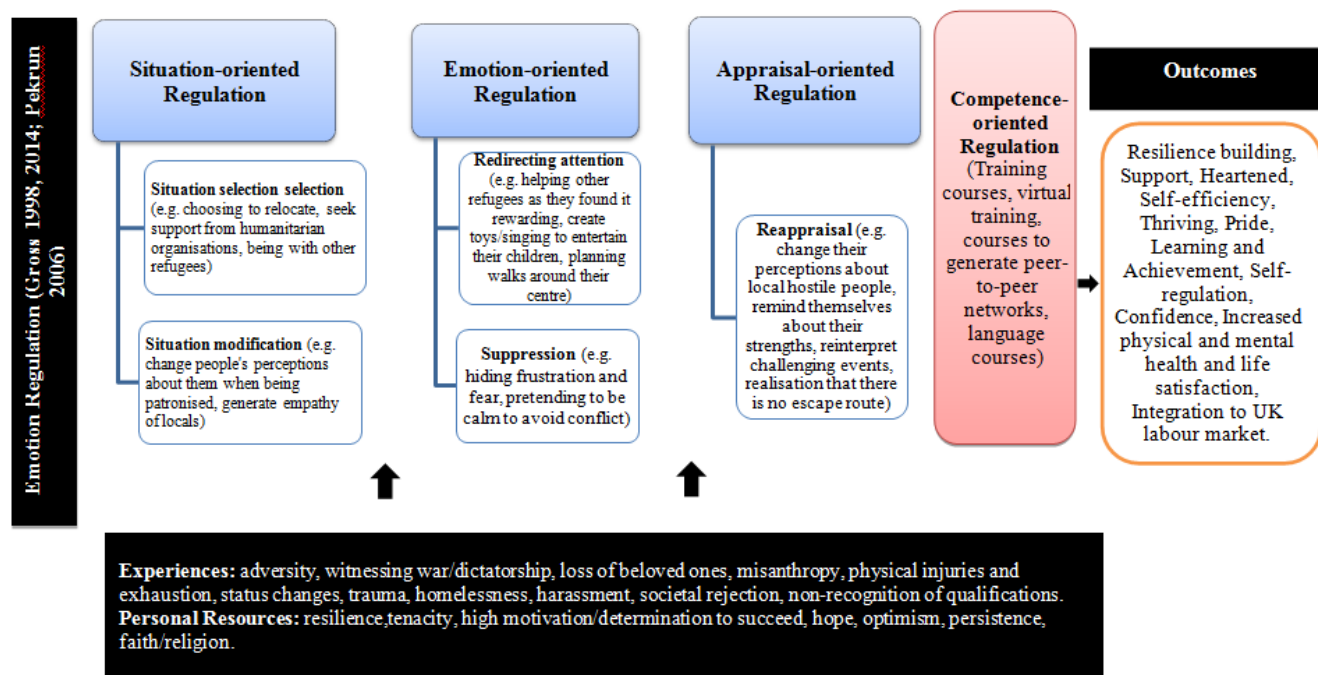 Emotion Regulation (Gross 1998, 2014; Pekrun
2006)
Situation-oriented
Regulation
Situation selection selection
(e.g. choosing to relocate, seek
support from humanitarian
organisations, being with other
refugees)
Situation modification (e.g.
change people's perceptions
about them when being
patronised, generate empathy
of locals)
Emotion-oriented
Regulation
Redirecting attention
(e.g. helping other
refugees as they found it
rewarding, create
toys/singing to entertain
their children, planning
walks around their
centre)
Suppression (e.g.
hiding frustration and
fear, pretending to be
calm to avoid conflict)
Appraisal-oriented
Regulation
Reappraisal (e.g.
change their
perceptions about
local hostile people,
remind themselves
about their
strengths, reinterpret
challenging events,
realisation that there
is no escape route)
Competence-
oriented
Regulation
(Training
courses, virtual
training,
courses to
generate peer-
to-peer
networks,
language
courses)
Outcomes
Resilience building,
Support, Heartened,
Self-efficiency,
Thriving, Pride,
Learning and
Achievement, Self-
regulation,
Confidence, Increased
physical and mental
health and life
satisfaction,
Integration to UK
labour market.
Experiences: adversity, witnessing war/dictatorship, loss of beloved ones, misanthropy, physical injuries and
exhaustion, status changes, trauma, homelessness, harassment, societal rejection, non-recognition of qualifications.
Personal Resources: resilience,tenacity, high motivation/determination to succeed, hope, optimism, persistence,
faith/religion.